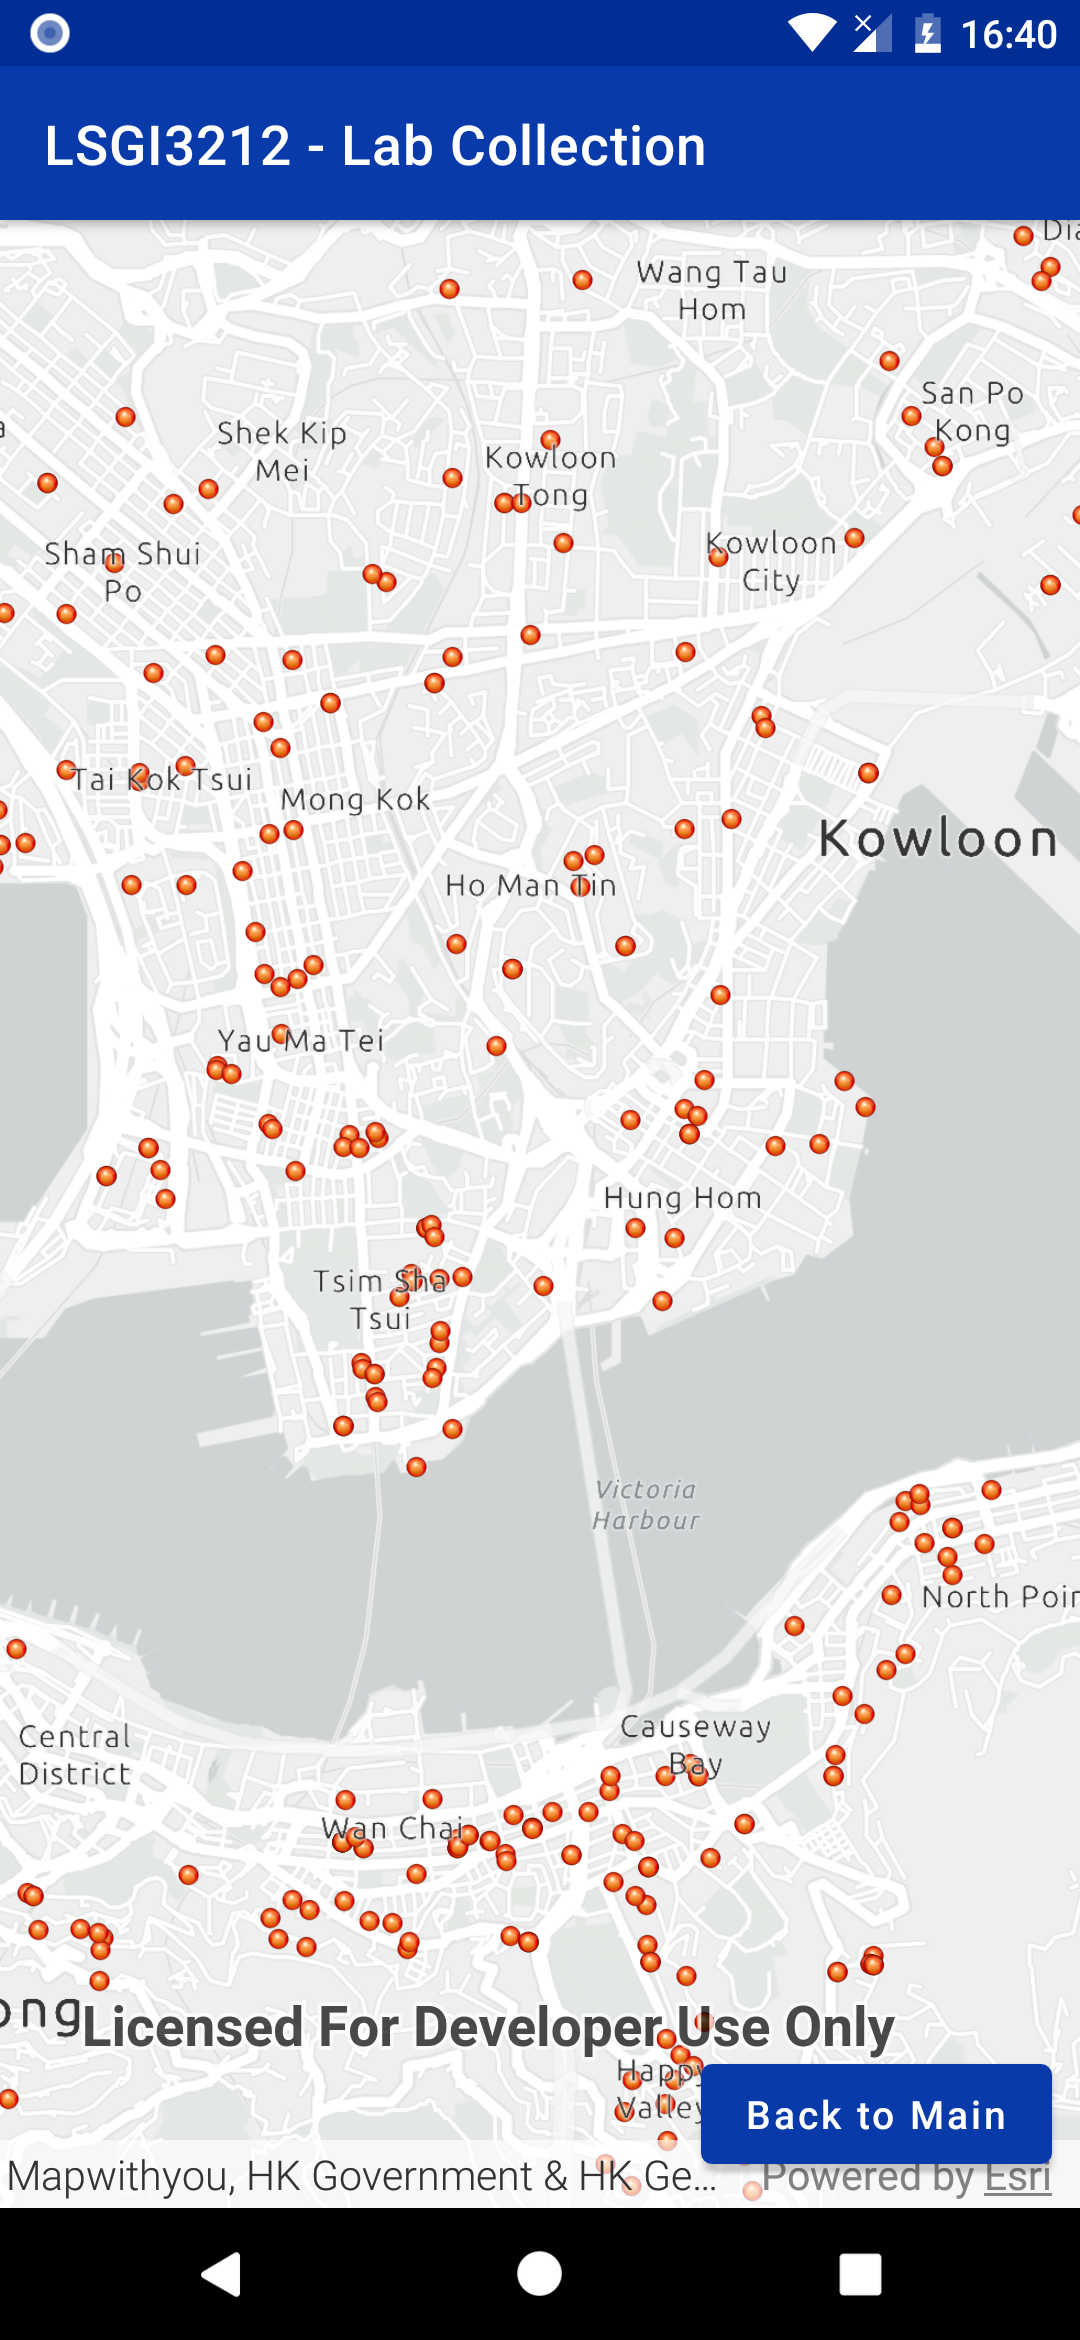 16:40
LSGI3212 - Lab Collection
Wang Tau
Hom
San Po
Kong
Shek Kip
Mei
Kowloon
Tong
Sham Shui
Po
Kowloon
City
Tai Kok Tsui
Mong Kok
Kowloon
Ho Man Tin
Yau Ma Tei
Hung Hom
Tsim Sha
Tsui
Victoria
Harbour
North Poin
Causeway
Bay
Central
District
Wan Chai
ong
Licensed For Developer Use Only
Happy
Valley
Back to Main
Mapwithyou, HK Government & HK Ge...
Powered by Esri